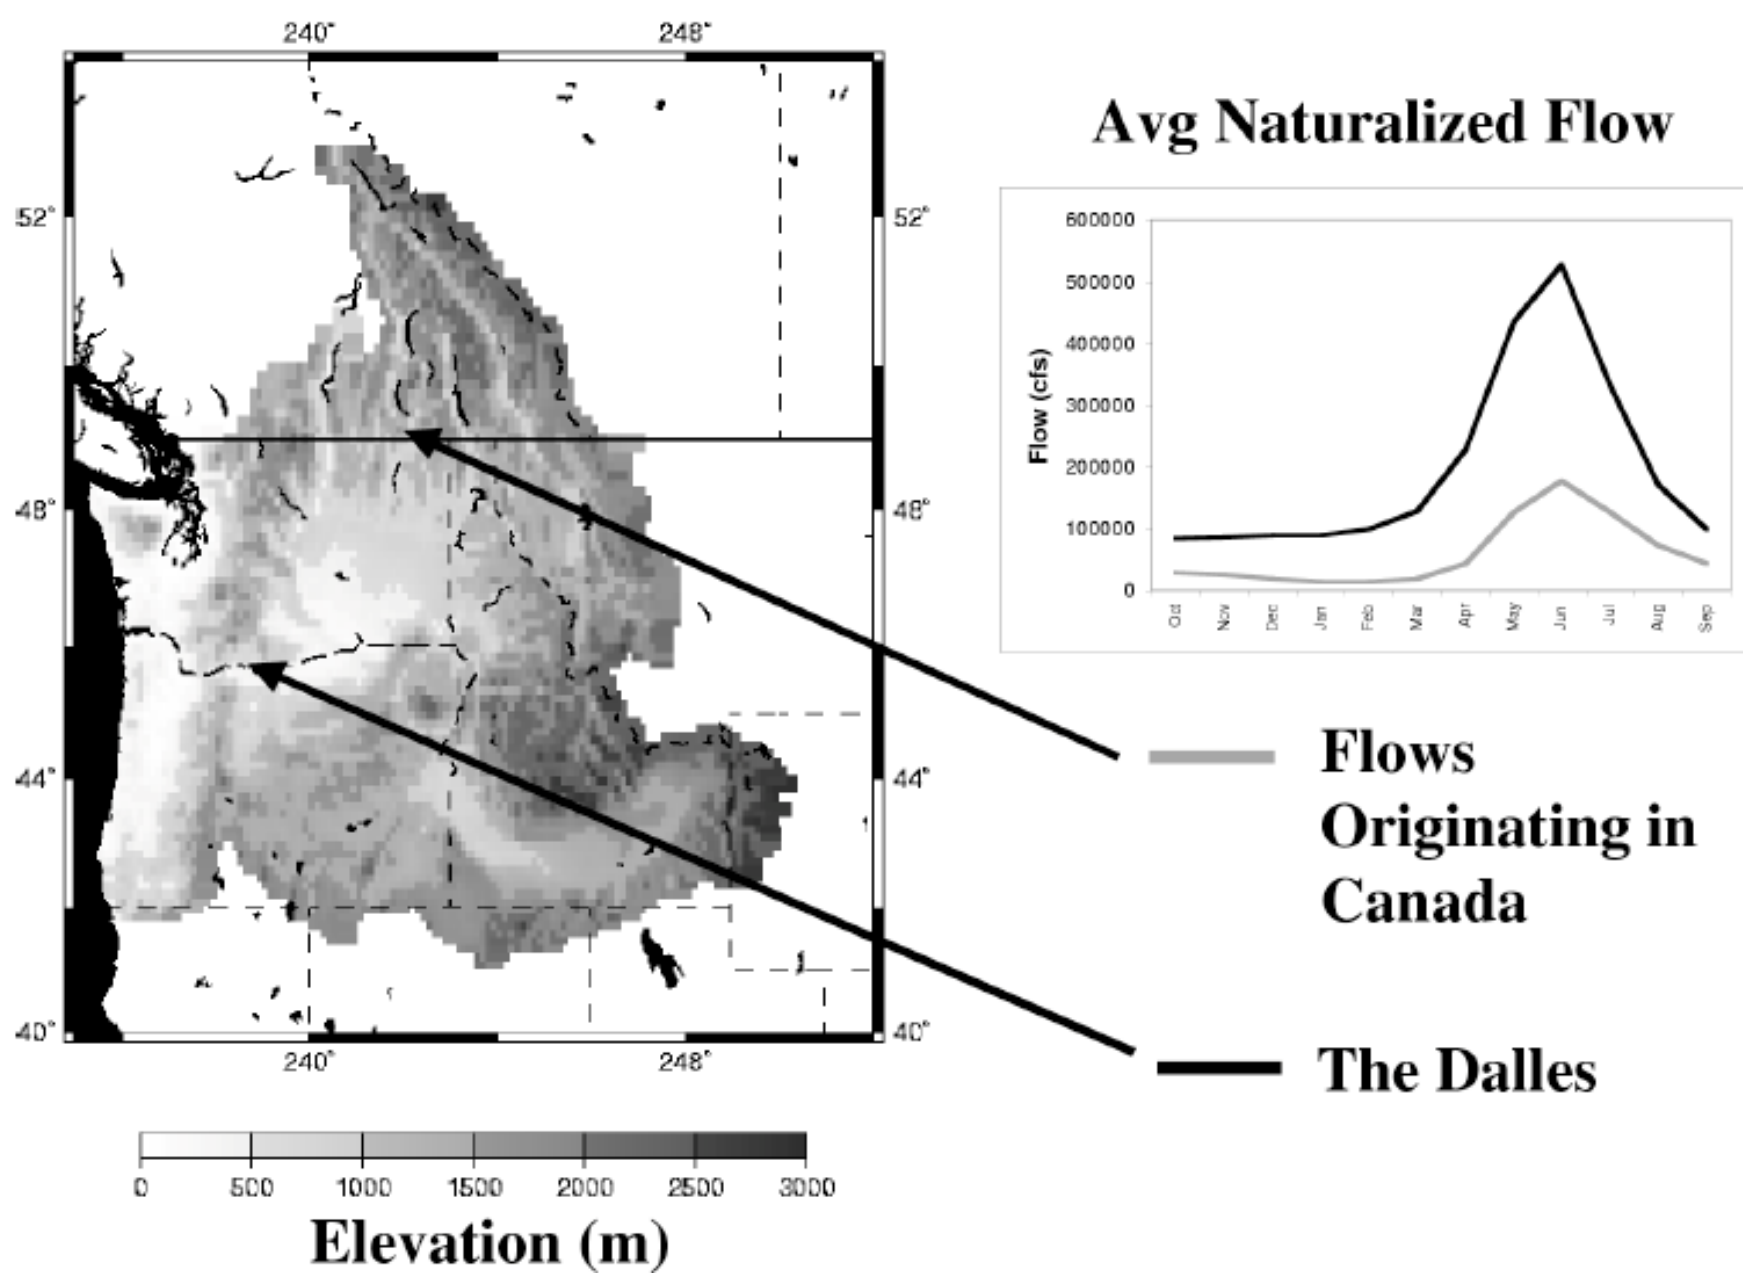 240°
248°
52°
48°
44°
40°
52°
48°
44°
40°
240°
248°
0 500 1000 1500 2000 2500 3000
Elevation (m)
Avg Naturalized Flow
600000
500000
400000
300000
200000
100000
0
Flow (cfs)
Oct Nov Dec Jan Feb Mar Apr May Jun Jul Aug Sep
Flows
Originating in
Canada
The Dalles